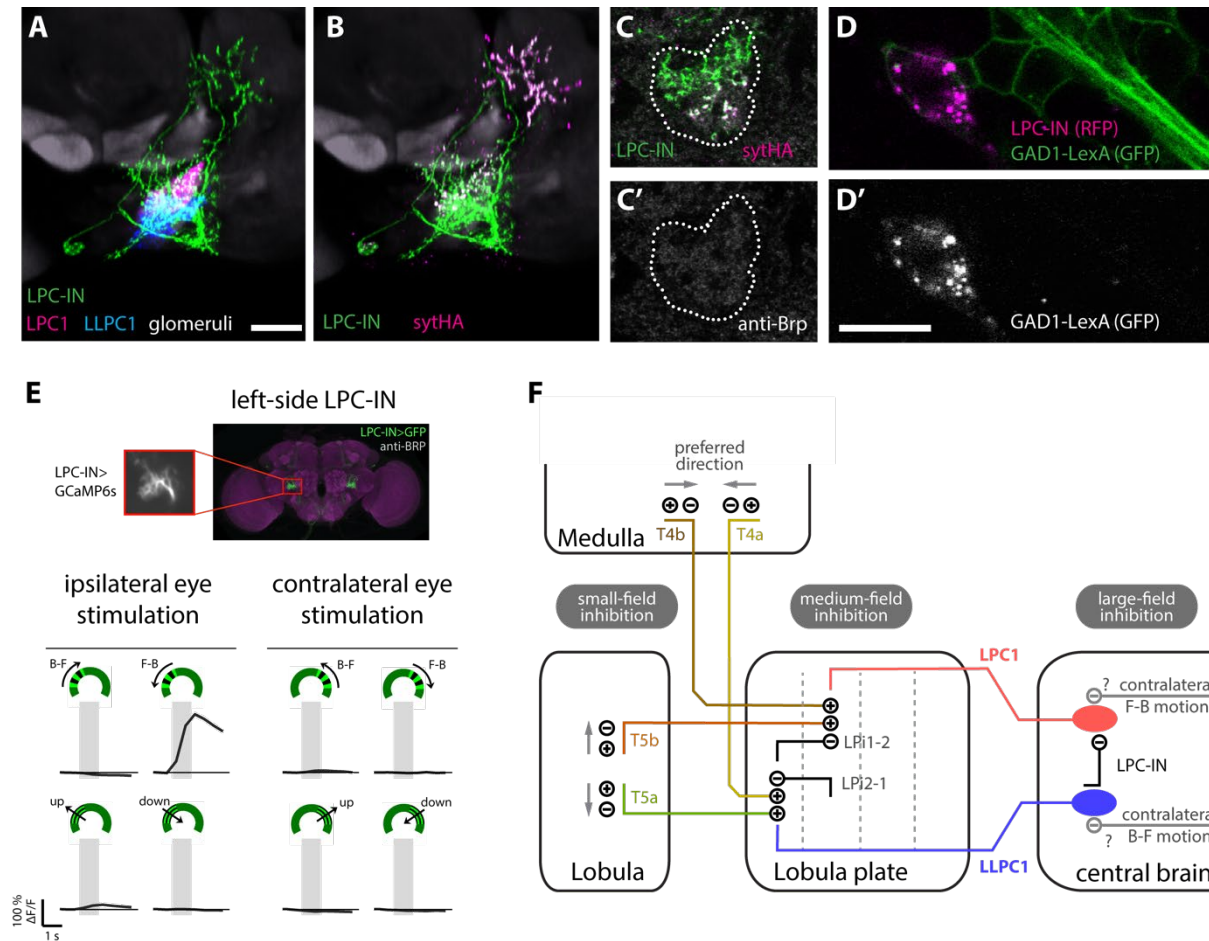 A
LPC-IN
LPC1 LLPC1 glomeruli
B
LPC-IN sytHA
C
LPC-IN sytHA
C'
anti-Brp
D
LPC-IN (RFP)
GAD1-LexA (GFP)
D'
GAD1-LexA (GFP)
E
left-side LPC-IN
LPC-IN>GFP
anti-BRP
LPC-IN>
GCaMP6s
ipsilateral eye
stimulation
contralateral eye
stimulation
B-F
F-B
B-F
F-B
up
down
up
down
100 %
ΔF/F
1 s
F
preferred
direction
+ − − +
T4b T4a
Medulla
small-field
inhibition
medium-field
inhibition
large-field
inhibition
LPC1
? contralatera
− F-B motion
+
+
− LPi1-2
−
+
T5b
− LPi2-1
+
+
+
−
T5a
−
LPC-IN
contralatera
− B-F motion
?
LLPC1
Lobula
Lobula plate
central brain